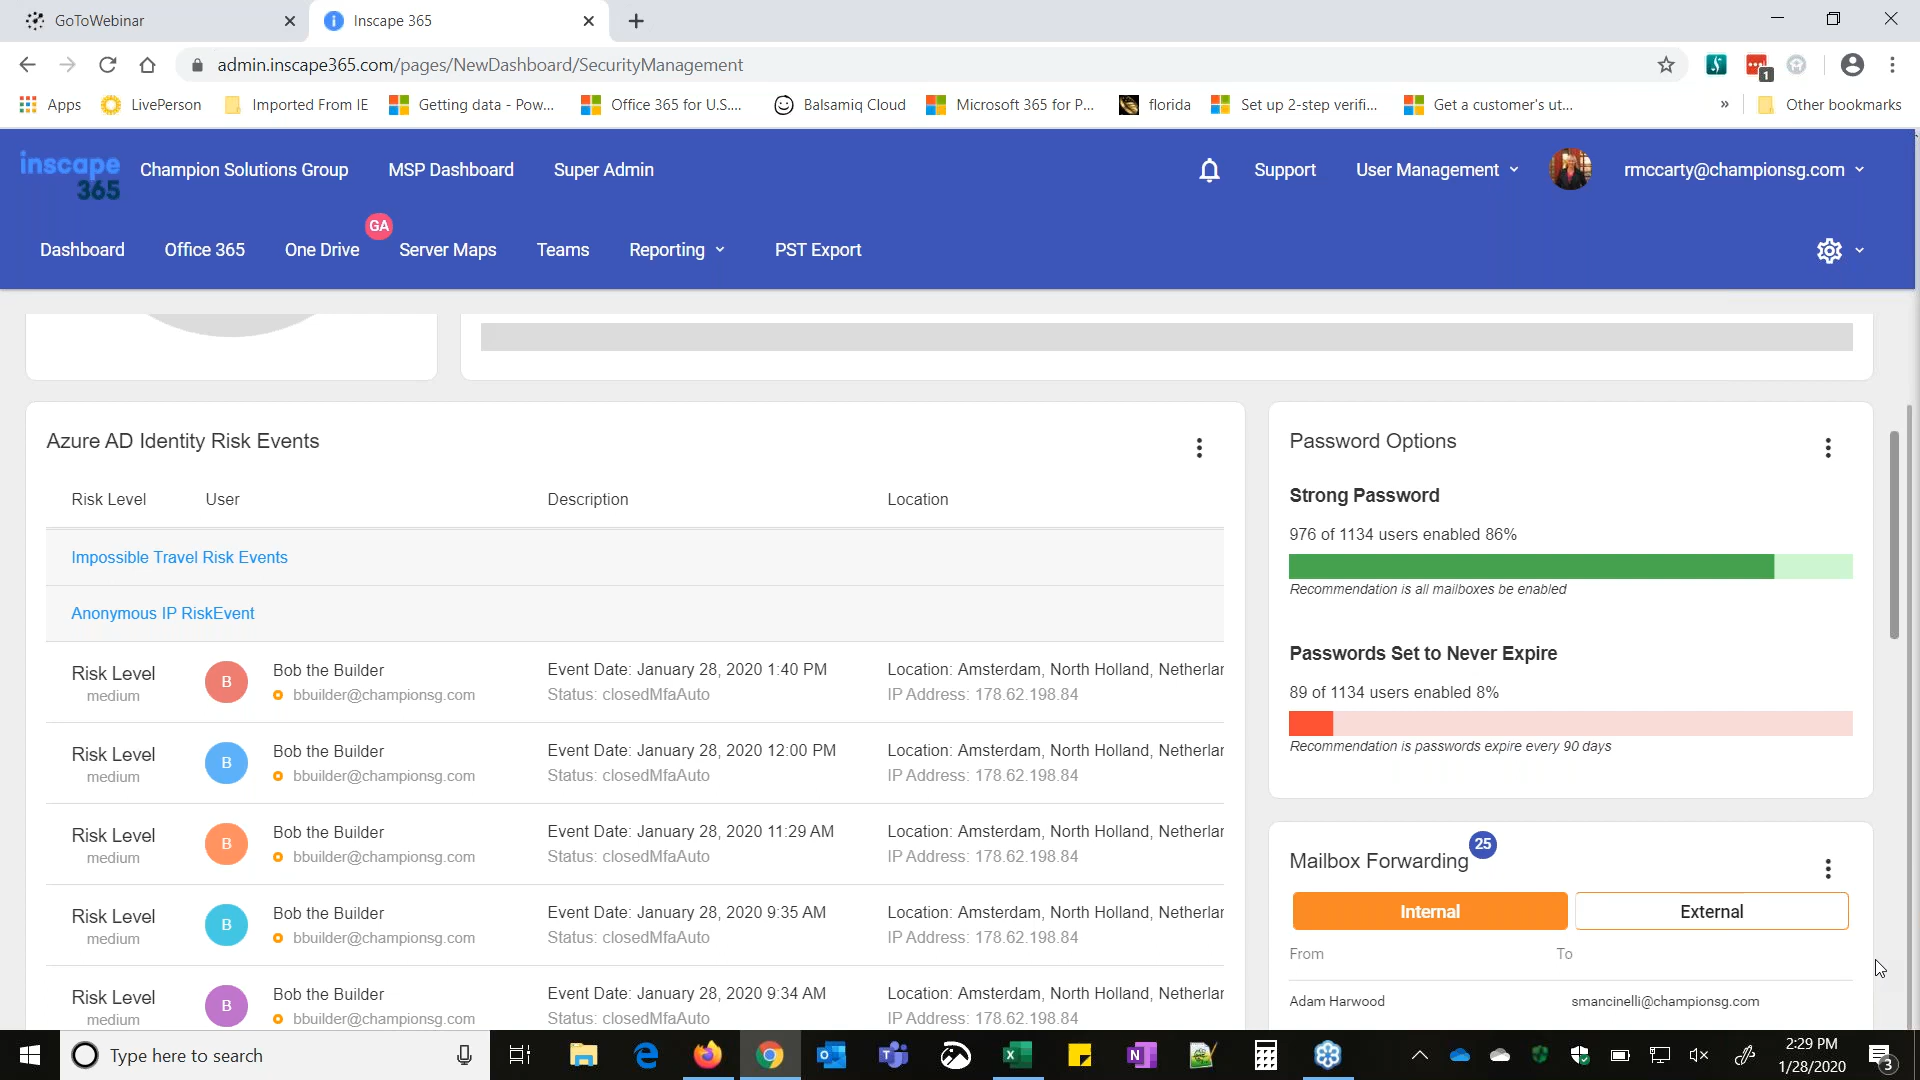 GoToWebinar
Inscape 365
admin.inscape365.com/pages/NewDashboard/SecurityManagement
1
Apps LivePerson Imported From IE Getting data - Pow... Office 365 for U.S.... Balsamiq Cloud Microsoft 365 for P... florida Set up 2-step verifi... Get a customer's ut... » Other bookmarks
inscape
365
Champion Solutions Group MSP Dashboard Super Admin Support User Management rmccarty@championsg.com
GA
Dashboard Office 365 One Drive Server Maps Teams Reporting PST Export
Azure AD Identity Risk Events
Risk Level User Description Location
Impossible Travel Risk Events
Anonymous IP RiskEvent
Risk Level B Bob the Builder Event Date: January 28, 2020 1:40 PM Location: Amsterdam, North Holland, Netherlar
medium bbuilder@championsg.com Status: closedMfaAuto IP Address: 178.62.198.84
Risk Level B Bob the Builder Event Date: January 28, 2020 12:00 PM Location: Amsterdam, North Holland, Netherlar
medium bbuilder@championsg.com Status: closedMfaAuto IP Address: 178.62.198.84
Risk Level B Bob the Builder Event Date: January 28, 2020 11:29 AM Location: Amsterdam, North Holland, Netherlar
medium bbuilder@championsg.com Status: closedMfaAuto IP Address: 178.62.198.84
Risk Level B Bob the Builder Event Date: January 28, 2020 9:35 AM Location: Amsterdam, North Holland, Netherlar
medium bbuilder@championsg.com Status: closedMfaAuto IP Address: 178.62.198.84
Risk Level B Bob the Builder Event Date: January 28, 2020 9:34 AM Location: Amsterdam, North Holland, Netherlar
medium bbuilder@championsg.com Status: closedMfaAuto IP Address: 178.62.198.84
Password Options
Strong Password
976 of 1134 users enabled 86%
Recommendation is all mailboxes be enabled
Passwords Set to Never Expire
89 of 1134 users enabled 8%
Recommendation is passwords expire every 90 days
Mailbox Forwarding 25
Internal External
From To
Adam Harwood smancinelli@championsg.com
Type here to search
2:29 PM
1/28/2020
3